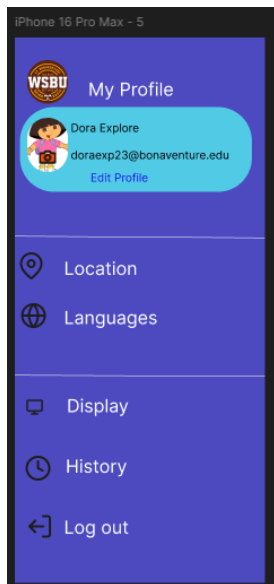 iPhone 16 Pro Max - 5
WSBU
My Profile
Dora Explore
doraexp23@bonaventure.edu
Edit Profile
Location
Languages
Display
History
Log out